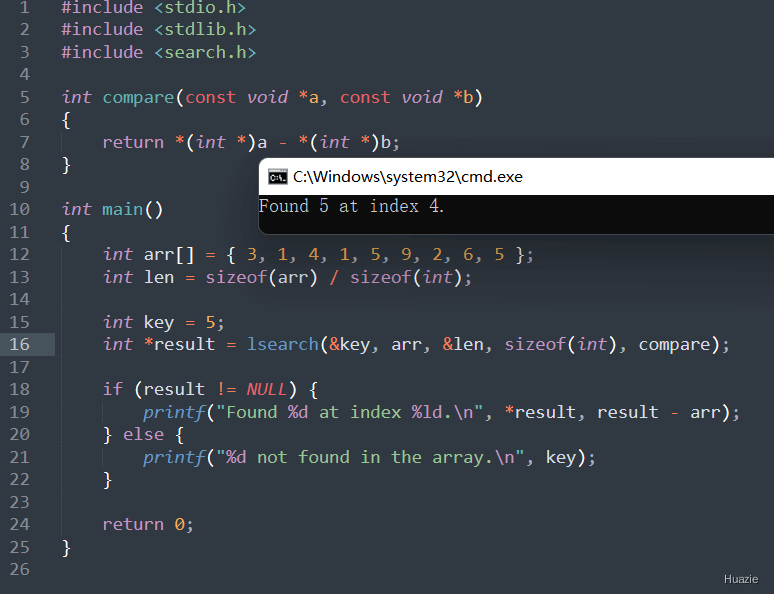 1 #include <stdio.h>
2 #include <stdlib.h>
3 #include <search.h>
4
5 int compare(const void *a, const void *b)
6 {
7     return *(int *)a - *(int *)b;
8 }
C:\Windows\system32\cmd.exe
9
Found 5 at index 4.
10 int main()
11 {
12     int arr[] = { 3, 1, 4, 1, 5, 9, 2, 6, 5 };
13     int len = sizeof(arr) / sizeof(int);
14
15     int key = 5;
16     int *result = lsearch(&key, arr, &len, sizeof(int), compare);
17
18     if (result != NULL) {
19         printf("Found %d at index %ld.\n", *result, result - arr);
20     } else {
21         printf("%d not found in the array.\n", key);
22     }
23
24     return 0;
25 }
26
Huazie